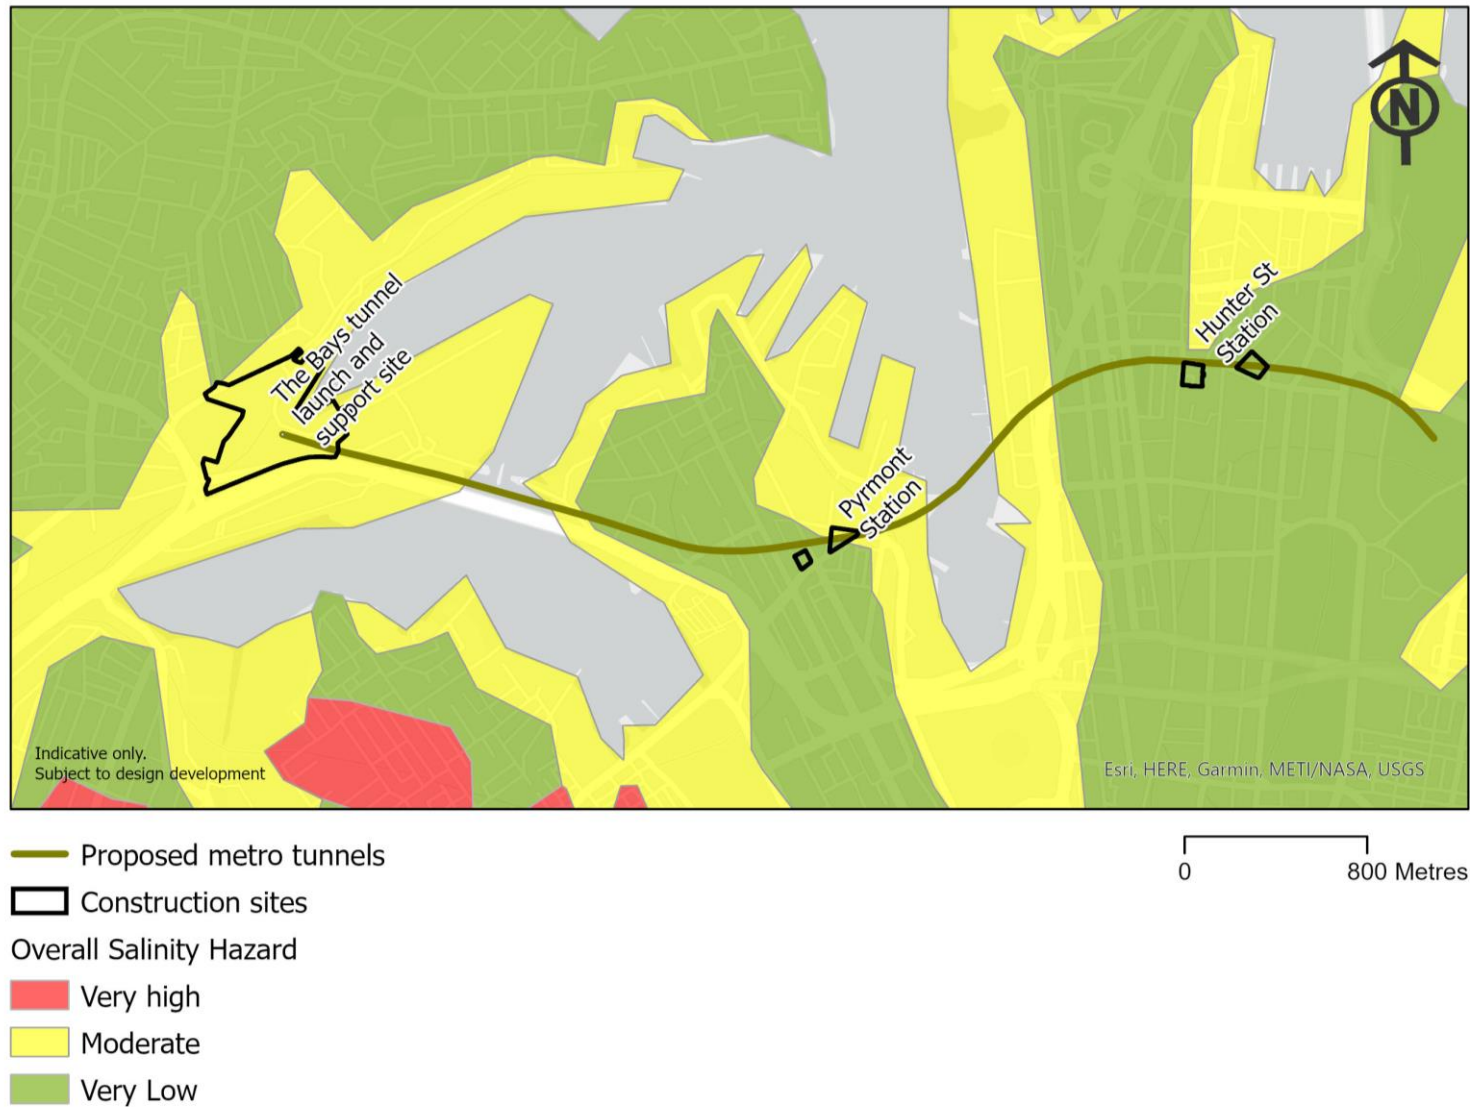 N
The Bays tunnel
launch and
support site
Hunter St
Station
Pyrmont
Station
Indicative only.
Subject to design development
Esri, HERE, Garmin, METI/NASA, USGS
Proposed metro tunnels
0 800 Metres
Construction sites
Overall Salinity Hazard
Very high
Moderate
Very Low